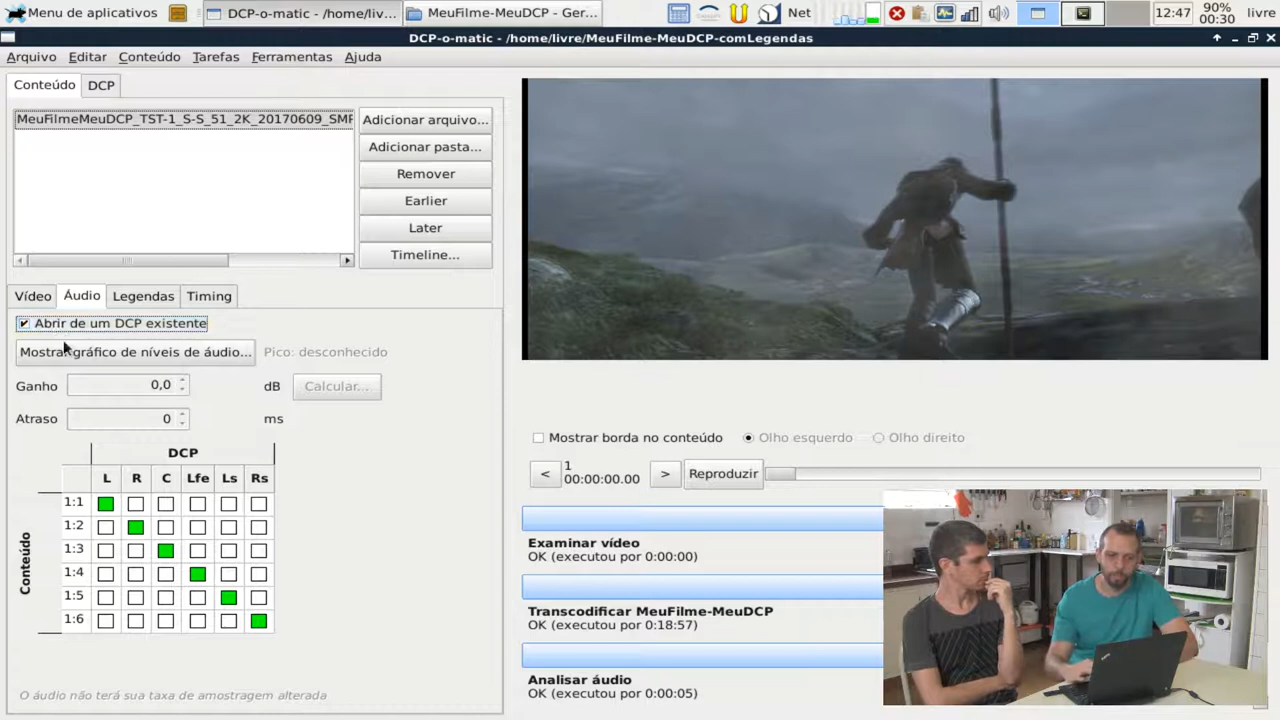 Menu de aplicativos
DCP-o-matic - /home/liv...
MeuFilme-MeuDCP - Ger...
Net
12:47
90%
00:30
livre
DCP-o-matic - /home/livre/MeuFilme-MeuDCP-comLegendas
Arquivo Editar Conteúdo Tarefas Ferramentas Ajuda
Conteúdo DCP
MeuFilmeMeuDCP_TST-1_S-S_51_2K_20170609_SMP
Adicionar arquivo...
Adicionar pasta...
Remover
Earlier
Later
Timeline...
Vídeo Áudio Legendas Timing
Abrir de um DCP existente
Mostrar gráfico de níveis de áudio... Pico: desconhecido
Ganho 0,0 dB Calcular...
Atraso 0 ms
DCP
L R C Lfe Ls Rs
Conteúdo
1:1
1:2
1:3
1:4
1:5
1:6
O áudio não terá sua taxa de amostragem alterada
Mostrar borda no conteúdo Olho esquerdo Olho direito
< 1
00:00:00.00 > Reproduzir
Examinar vídeo
OK (executou por 0:00:00)
Transcodificar MeuFilme-MeuDCP
OK (executou por 0:18:57)
Analisar áudio
OK (executou por 0:00:05)